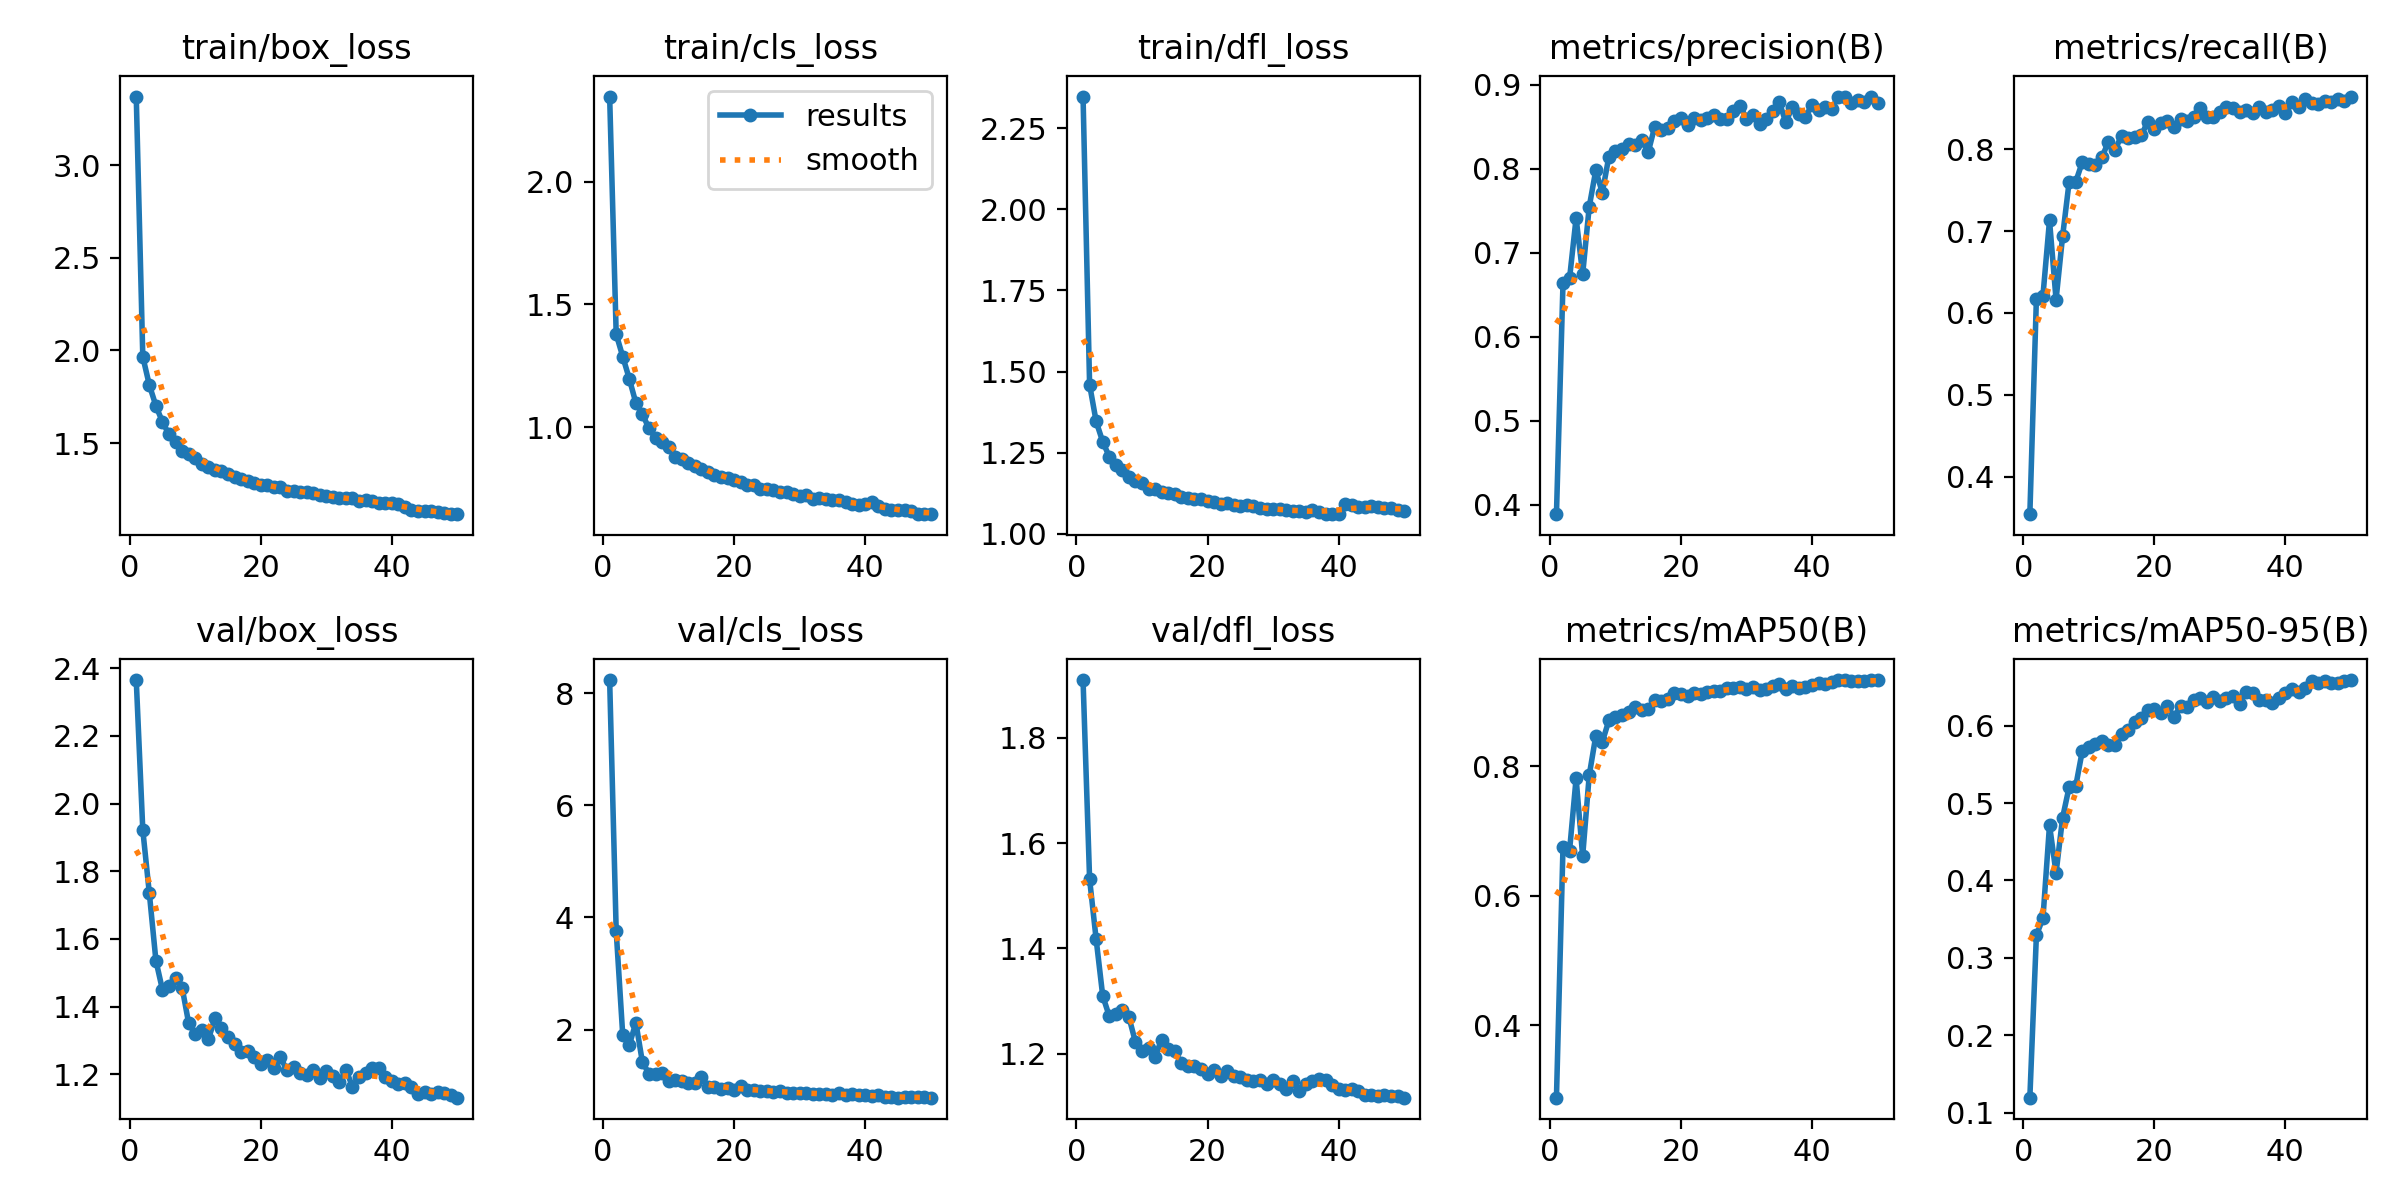 train/box_loss
3.0
2.5
2.0
1.5
0 20 40
train/cls_loss
results
smooth
2.0
1.5
1.0
0 20 40
train/dfl_loss
2.25
2.00
1.75
1.50
1.25
1.00
0 20 40
metrics/precision(B)
0.9
0.8
0.7
0.6
0.5
0.4
0 20 40
metrics/recall(B)
0.8
0.7
0.6
0.5
0.4
0 20 40
val/box_loss
2.4
2.2
2.0
1.8
1.6
1.4
1.2
0 20 40
val/cls_loss
8
6
4
2
0 20 40
val/dfl_loss
1.8
1.6
1.4
1.2
0 20 40
metrics/mAP50(B)
0.8
0.6
0.4
0 20 40
metrics/mAP50-95(B)
0.6
0.5
0.4
0.3
0.2
0.1
0 20 40